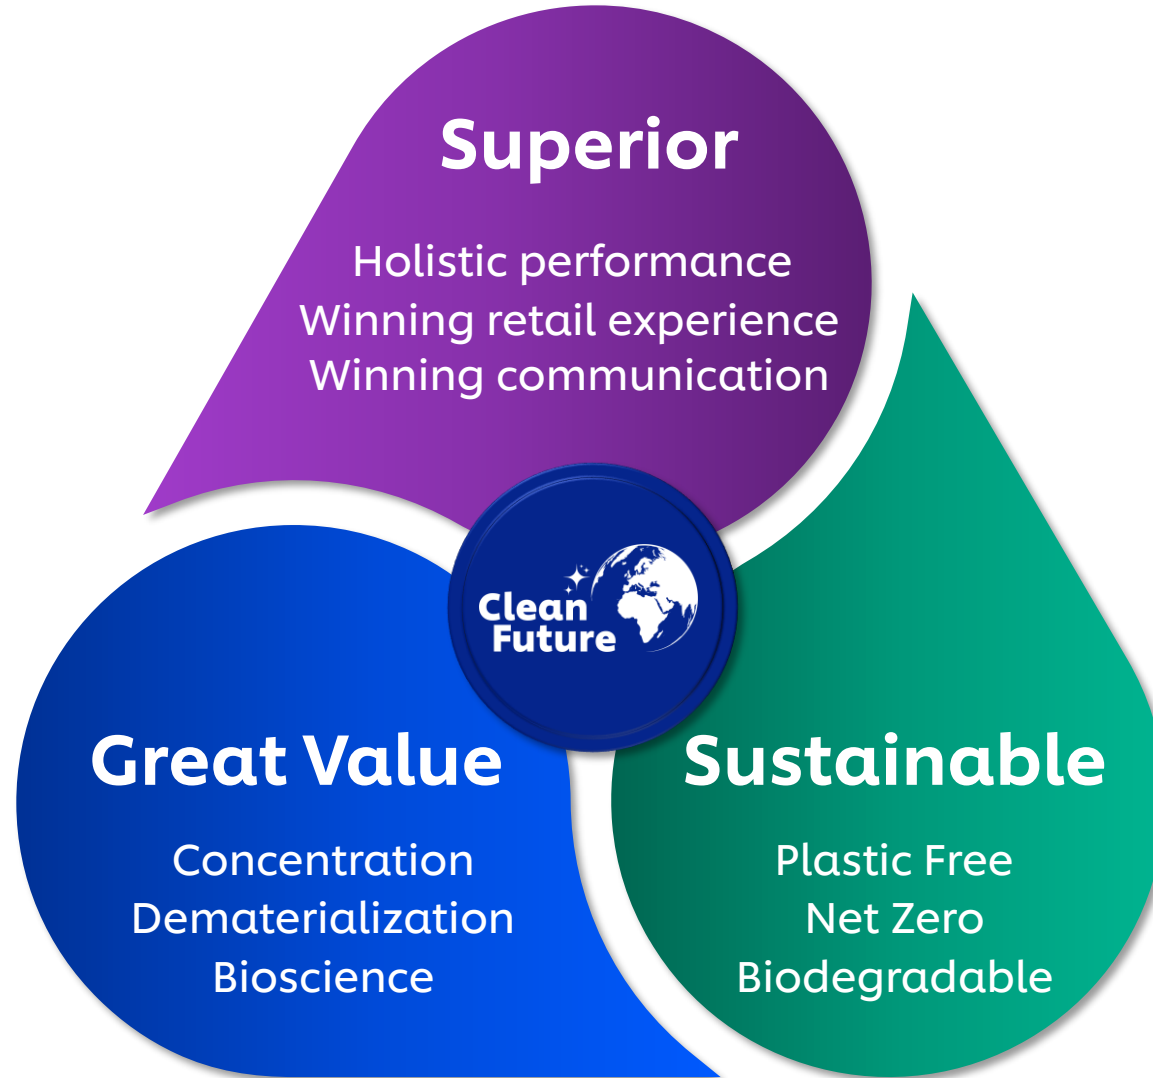 Superior
Holistic performance
Winning retail experience
Winning communication
Clean
Future
Great Value
Concentration
Dematerialization
Bioscience
Sustainable
Plastic Free
Net Zero
Biodegradable